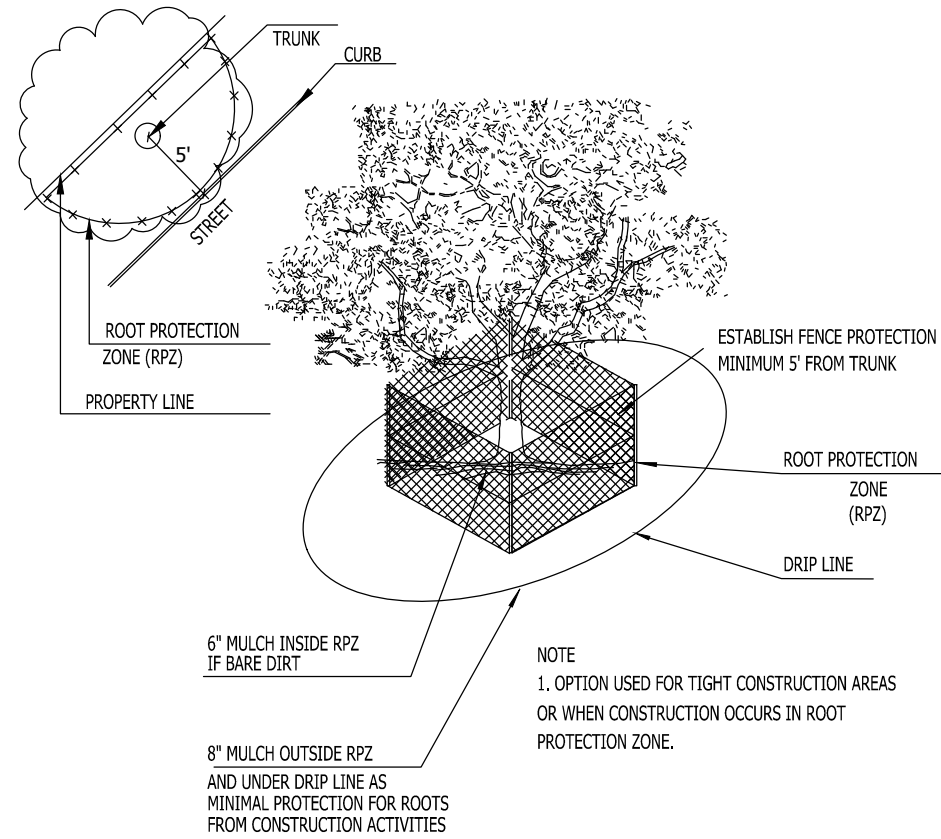 TRUNK
CURB
5'
STREET
ROOT PROTECTION
ZONE (RPZ)
PROPERTY LINE
ESTABLISH FENCE PROTECTION
MINIMUM 5' FROM TRUNK
ROOT PROTECTION
ZONE
(RPZ)
DRIP LINE
6" MULCH INSIDE RPZ
IF BARE DIRT
8" MULCH OUTSIDE RPZ
AND UNDER DRIP LINE AS
MINIMAL PROTECTION FOR ROOTS
FROM CONSTRUCTION ACTIVITIES
NOTE
1. OPTION USED FOR TIGHT CONSTRUCTION AREAS
OR WHEN CONSTRUCTION OCCURS IN ROOT
PROTECTION ZONE.